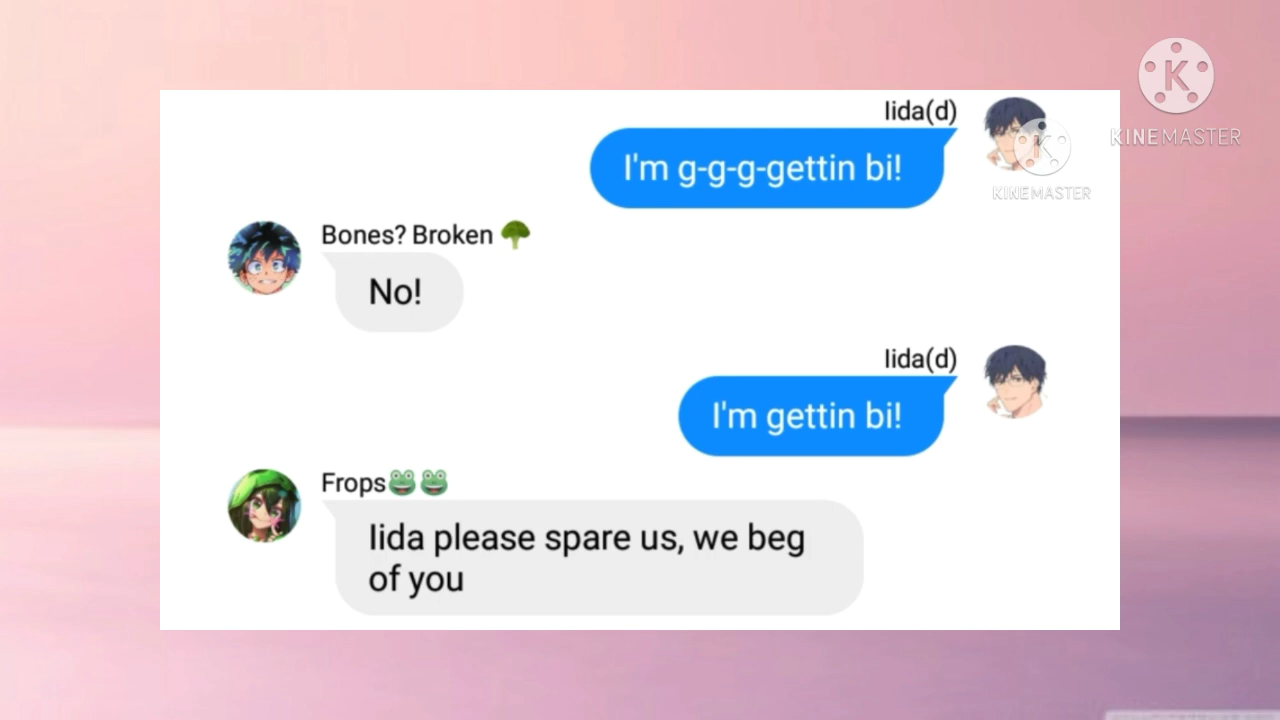 Iida(d)
I'm g-g-g-gettin bi!
KINEMASTER
KINEMASTER
Bones? Broken 🥦
No!
Iida(d)
I'm gettin bi!
Frops🐸🐸
Iida please spare us, we beg
of you